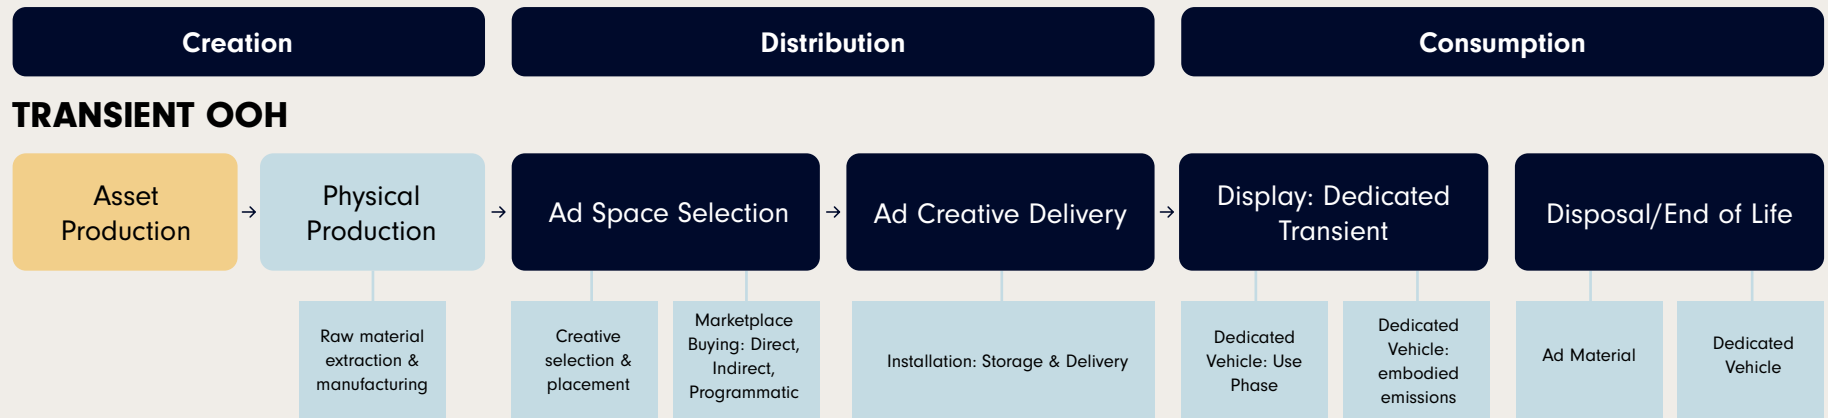 Creation
Distribution
Consumption
TRANSIENT OOH
Asset
Production
Physical
Production
Ad Space Selection
Ad Creative Delivery
Display: Dedicated
Transient
Disposal/End of Life
Raw material
extraction &
manufacturing
Creative
selection &
placement
Marketplace
Buying: Direct,
Indirect,
Programmatic
Installation: Storage & Delivery
Dedicated
Vehicle: Use
Phase
Dedicated
Vehicle:
embodied
emissions
Ad Material
Dedicated
Vehicle